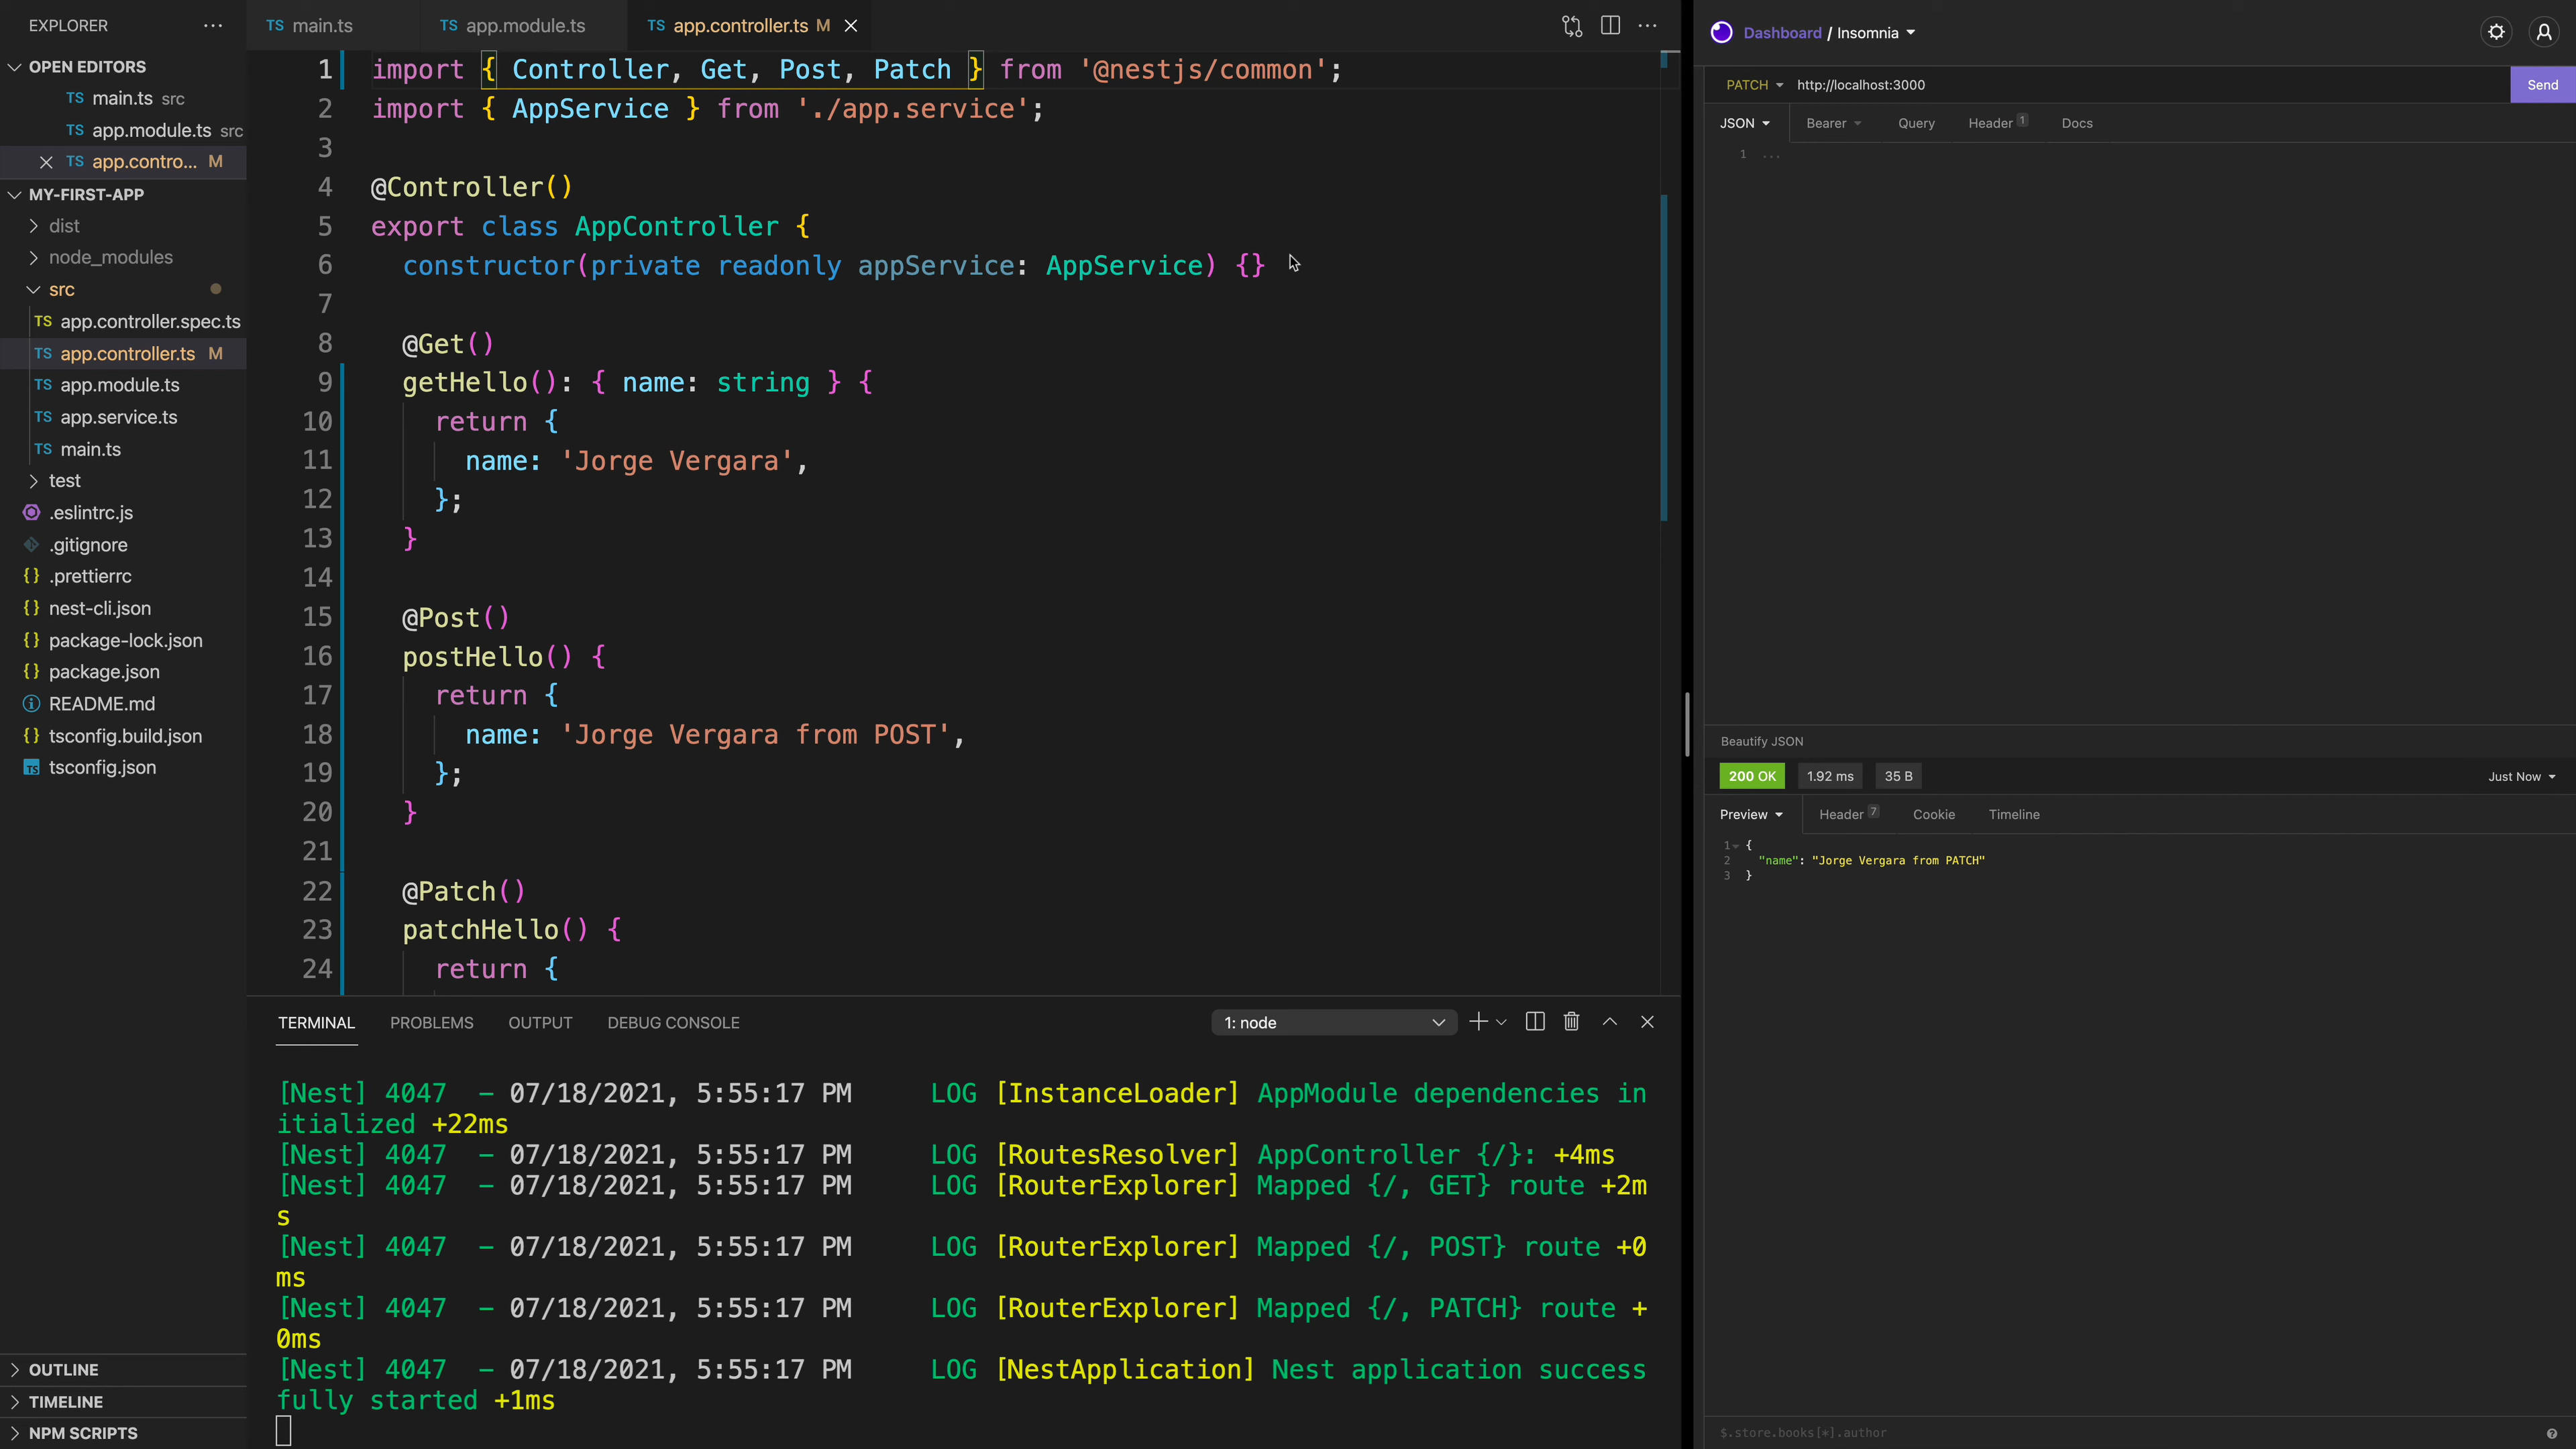 EXPLORER
OPEN EDITORS
TS main.ts src
TS app.module.ts src
TS app.contro... M
MY-FIRST-APP
dist
node_modules
src
TS app.controller.spec.ts
TS app.controller.ts M
TS app.module.ts
TS app.service.ts
TS main.ts
test
.eslintrc.js
.gitignore
{} .prettierrc
{} nest-cli.json
{} package-lock.json
{} package.json
README.md
{} tsconfig.build.json
TS tsconfig.json
OUTLINE
TIMELINE
NPM SCRIPTS
TS main.ts TS app.module.ts TS app.controller.ts M
1 import { Controller, Get, Post, Patch } from '@nestjs/common';
2 import { AppService } from './app.service';
3
4 @Controller()
5 export class AppController {
6 constructor(private readonly appService: AppService) {}
7
8 @Get()
9 getHello(): { name: string } {
10 return {
11 name: 'Jorge Vergara',
12 };
13 }
14
15 @Post()
16 postHello() {
17 return {
18 name: 'Jorge Vergara from POST',
19 };
20 }
21
22 @Patch()
23 patchHello() {
24 return {
TERMINAL PROBLEMS OUTPUT DEBUG CONSOLE 1: node
[Nest] 4047 - 07/18/2021, 5:55:17 PM LOG [InstanceLoader] AppModule dependencies in
itialized +22ms
[Nest] 4047 - 07/18/2021, 5:55:17 PM LOG [RoutesResolver] AppController {/}: +4ms
[Nest] 4047 - 07/18/2021, 5:55:17 PM LOG [RouterExplorer] Mapped {/, GET} route +2m
s
[Nest] 4047 - 07/18/2021, 5:55:17 PM LOG [RouterExplorer] Mapped {/, POST} route +0
ms
[Nest] 4047 - 07/18/2021, 5:55:17 PM LOG [RouterExplorer] Mapped {/, PATCH} route +
0ms
[Nest] 4047 - 07/18/2021, 5:55:17 PM LOG [NestApplication] Nest application success
fully started +1ms
Dashboard / Insomnia
PATCH http://localhost:3000 Send
JSON Bearer Query Header 1 Docs
1 ...
Beautify JSON
200 OK 1.92 ms 35 B Just Now
Preview Header 7 Cookie Timeline
1 {
2 "name": "Jorge Vergara from PATCH"
3 }
$.store.books[*].author